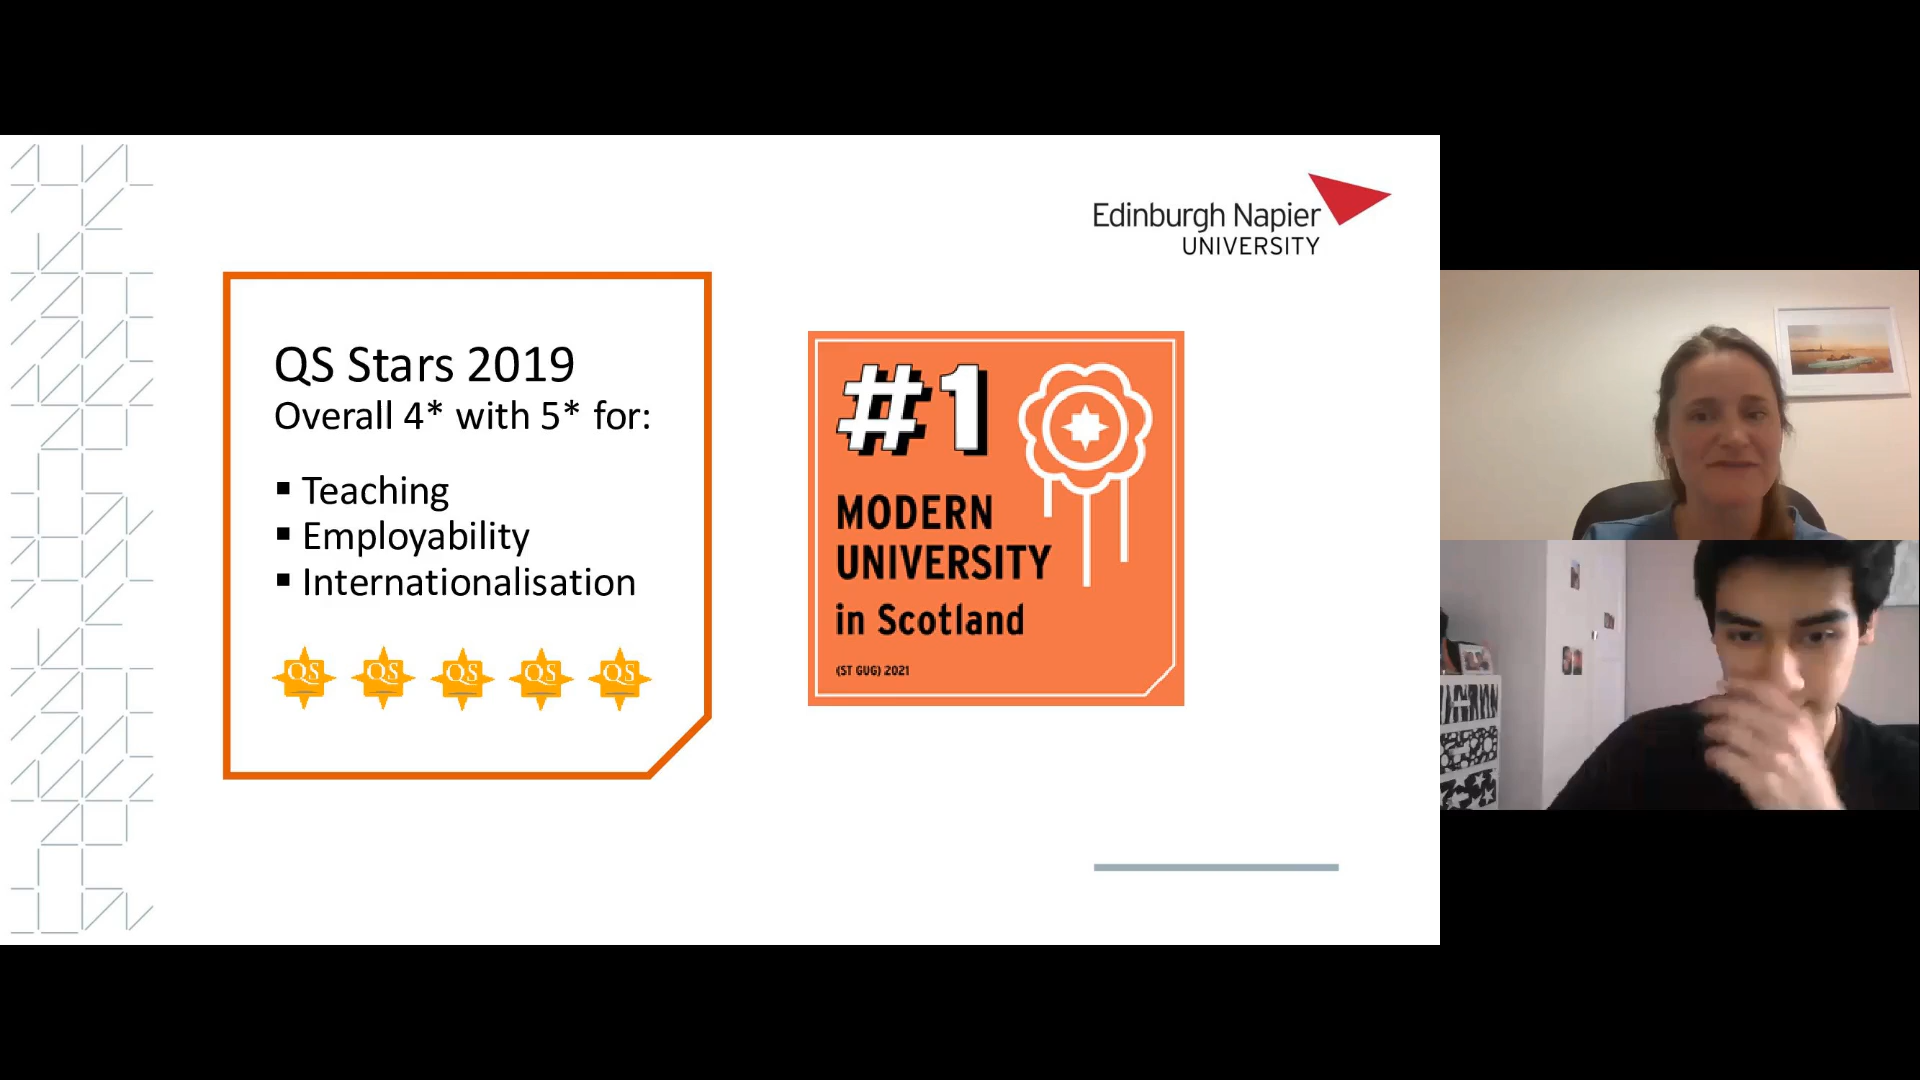 Edinburgh Napier
UNIVERSITY
QS Stars 2019
Overall 4* with 5* for:
▪ Teaching
▪ Employability
▪ Internationalisation
QS QS QS QS QS
#1
MODERN
UNIVERSITY
in Scotland
(ST GUG) 2021